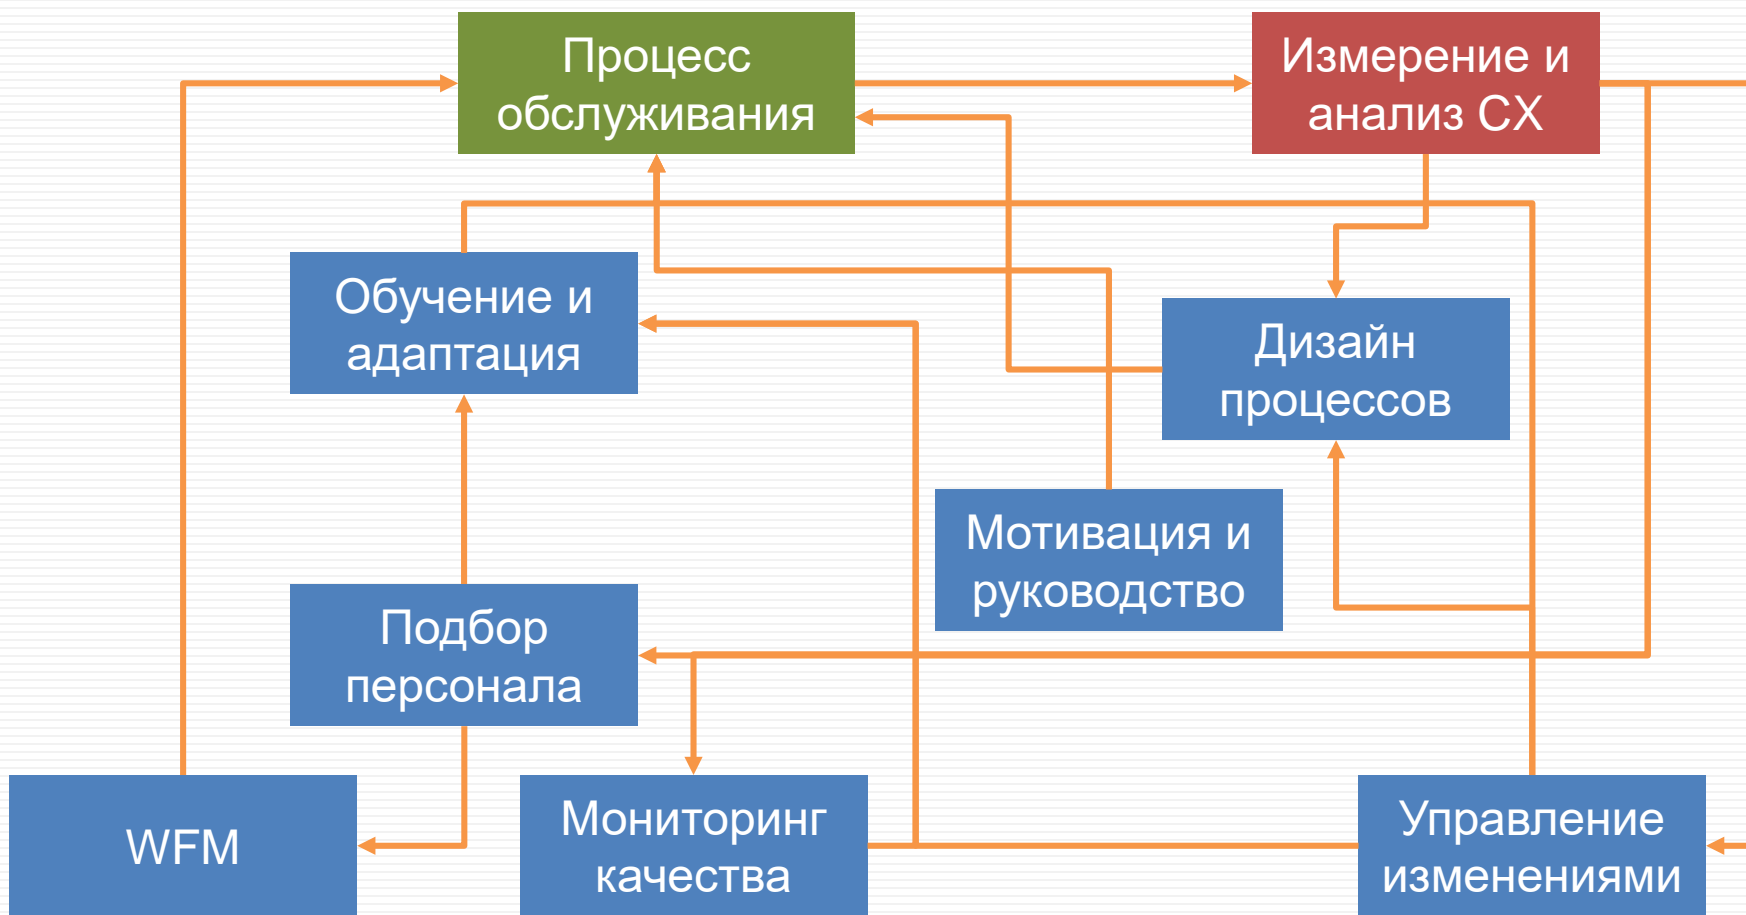 Процесс
обслуживания
Измерение и
анализ CX
Обучение и
адаптация
Дизайн
процессов
Мотивация и
руководство
Подбор
персонала
WFM
Мониторинг
качества
Управление
изменениями